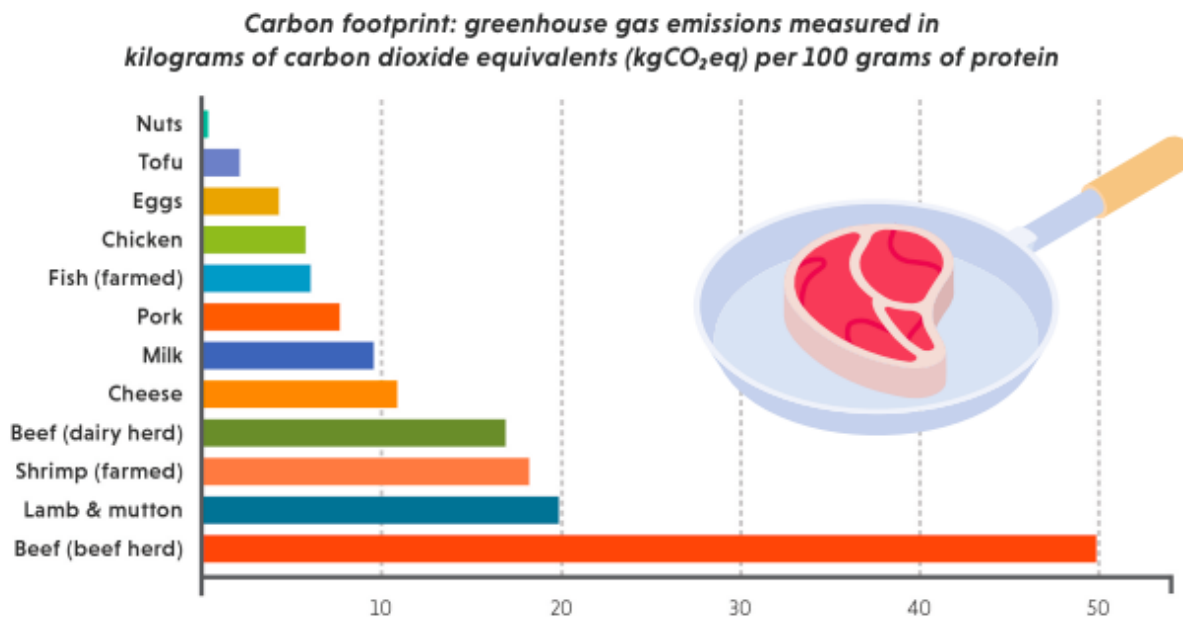 Carbon footprint: greenhouse gas emissions measured in
kilograms of carbon dioxide equivalents (kgCO₂eq) per 100 grams of protein
Nuts
Tofu
Eggs
Chicken
Fish (farmed)
Pork
Milk
Cheese
Beef (dairy herd)
Shrimp (farmed)
Lamb & mutton
Beef (beef herd)
10 20 30 40 50